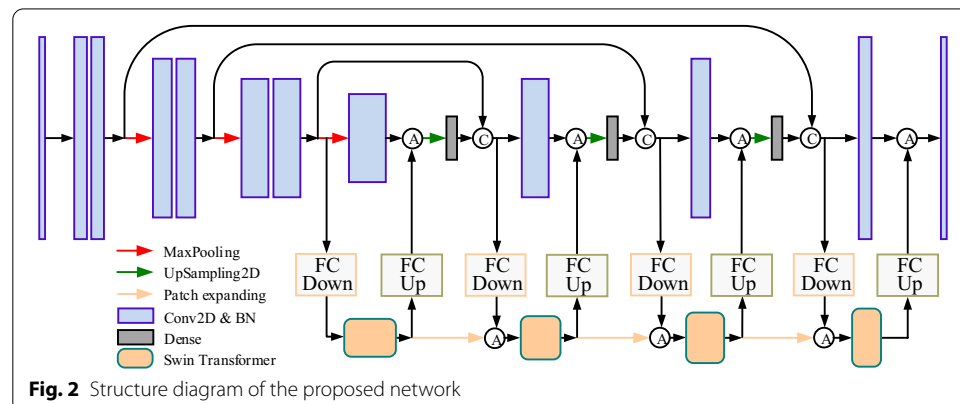 A
C
A
C
A
C
A
FC
Down
FC
Up
FC
Down
FC
Up
FC
Down
FC
Up
FC
Down
FC
Up
MaxPooling
UpSampling2D
Patch expanding
Conv2D & BN
Dense
Swin Transformer
A
A
A
Fig. 2 Structure diagram of the proposed network